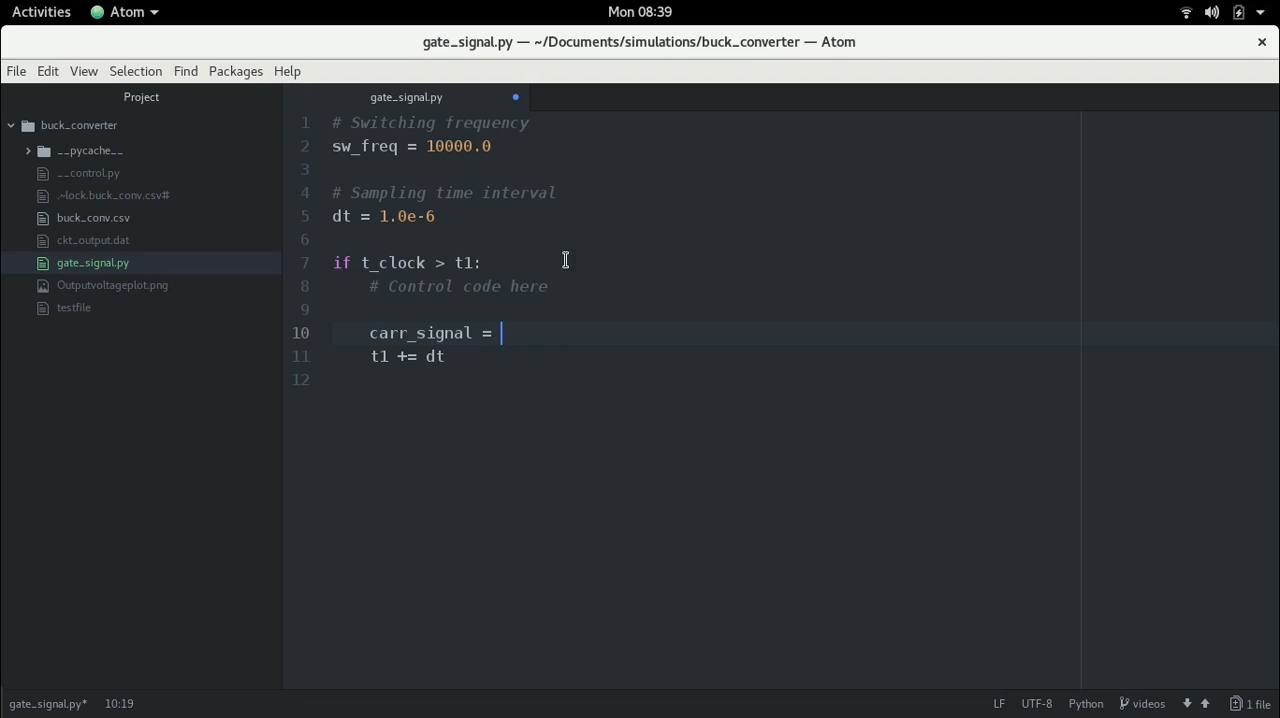 Activities Atom Mon 08:39
gate_signal.py — ~/Documents/simulations/buck_converter — Atom
File Edit View Selection Find Packages Help
Project
buck_converter
__pycache__
__control.py
.~lock.buck_conv.csv#
buck_conv.csv
ckt_output.dat
gate_signal.py
Outputvoltageplot.png
testfile
gate_signal.py
1 # Switching frequency
2 sw_freq = 10000.0
3
4 # Sampling time interval
5 dt = 1.0e-6
6
7 if t_clock > t1:
8     # Control code here
9
10     carr_signal =
11     t1 += dt
12
gate_signal.py* 10:19 LF UTF-8 Python videos 1 file